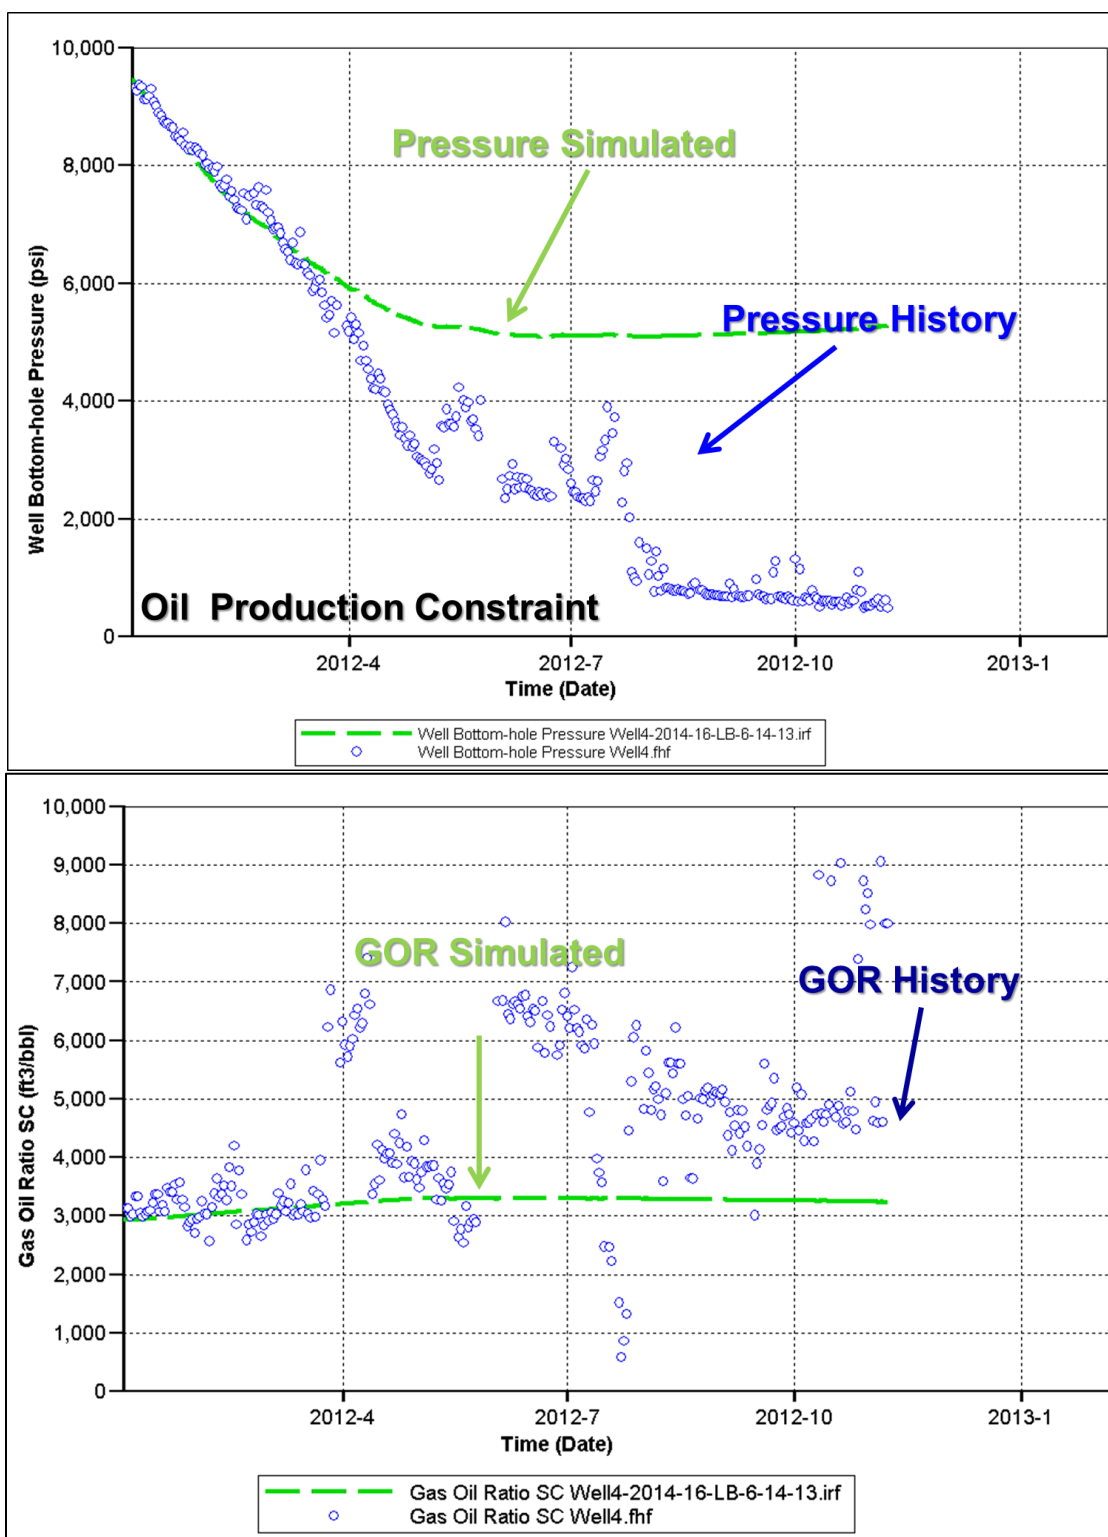 10,000
8,000
6,000
4,000
2,000
0
Well Bottom-hole Pressure (psi)
Pressure Simulated
Pressure History
Oil  Production Constraint
2012-4
2012-7
2012-10
2013-1
Time (Date)
Well Bottom-hole Pressure Well4-2014-16-LB-6-14-13.irf
Well Bottom-hole Pressure Well4.fhf
10,000
9,000
8,000
7,000
6,000
5,000
4,000
3,000
2,000
1,000
0
Gas Oil Ratio SC (ft3/bbl)
GOR Simulated
GOR History
2012-4
2012-7
2012-10
2013-1
Time (Date)
Gas Oil Ratio SC Well4-2014-16-LB-6-14-13.irf
Gas Oil Ratio SC Well4.fhf